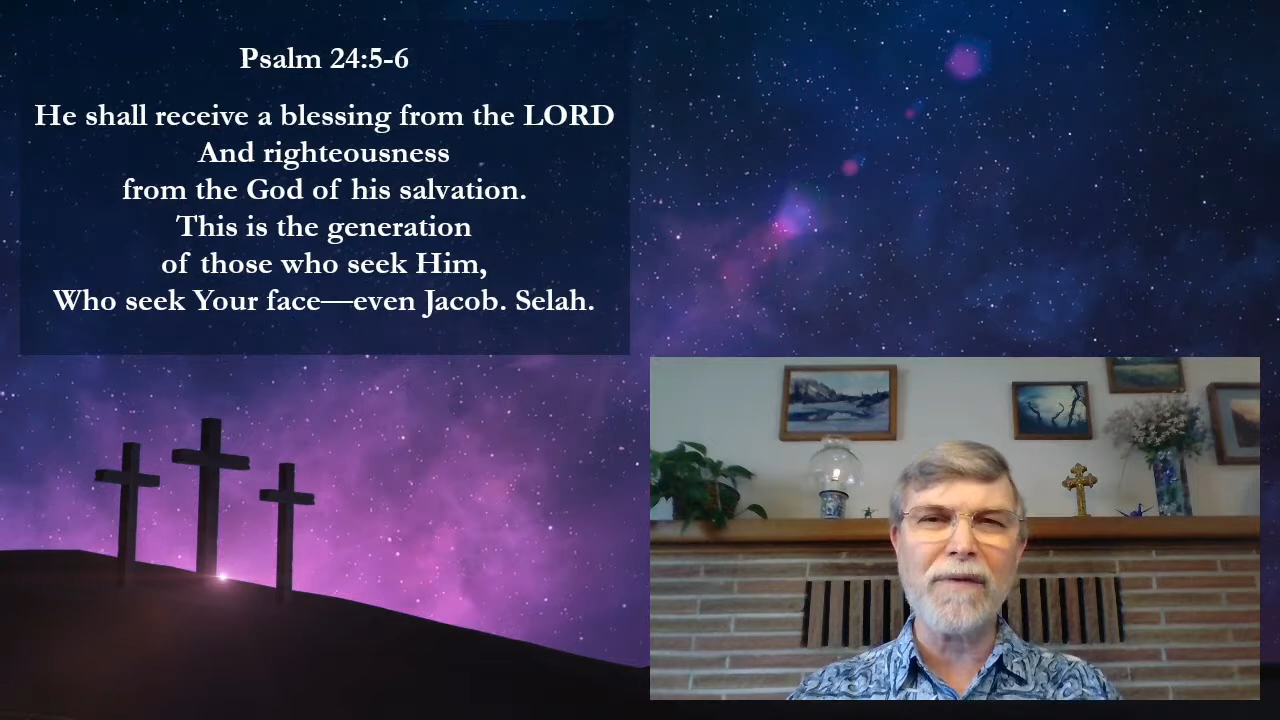 Psalm 24:5-6
He shall receive a blessing from the LORD
And righteousness
from the God of his salvation.
This is the generation
of those who seek Him,
Who seek Your face—even Jacob. Selah.